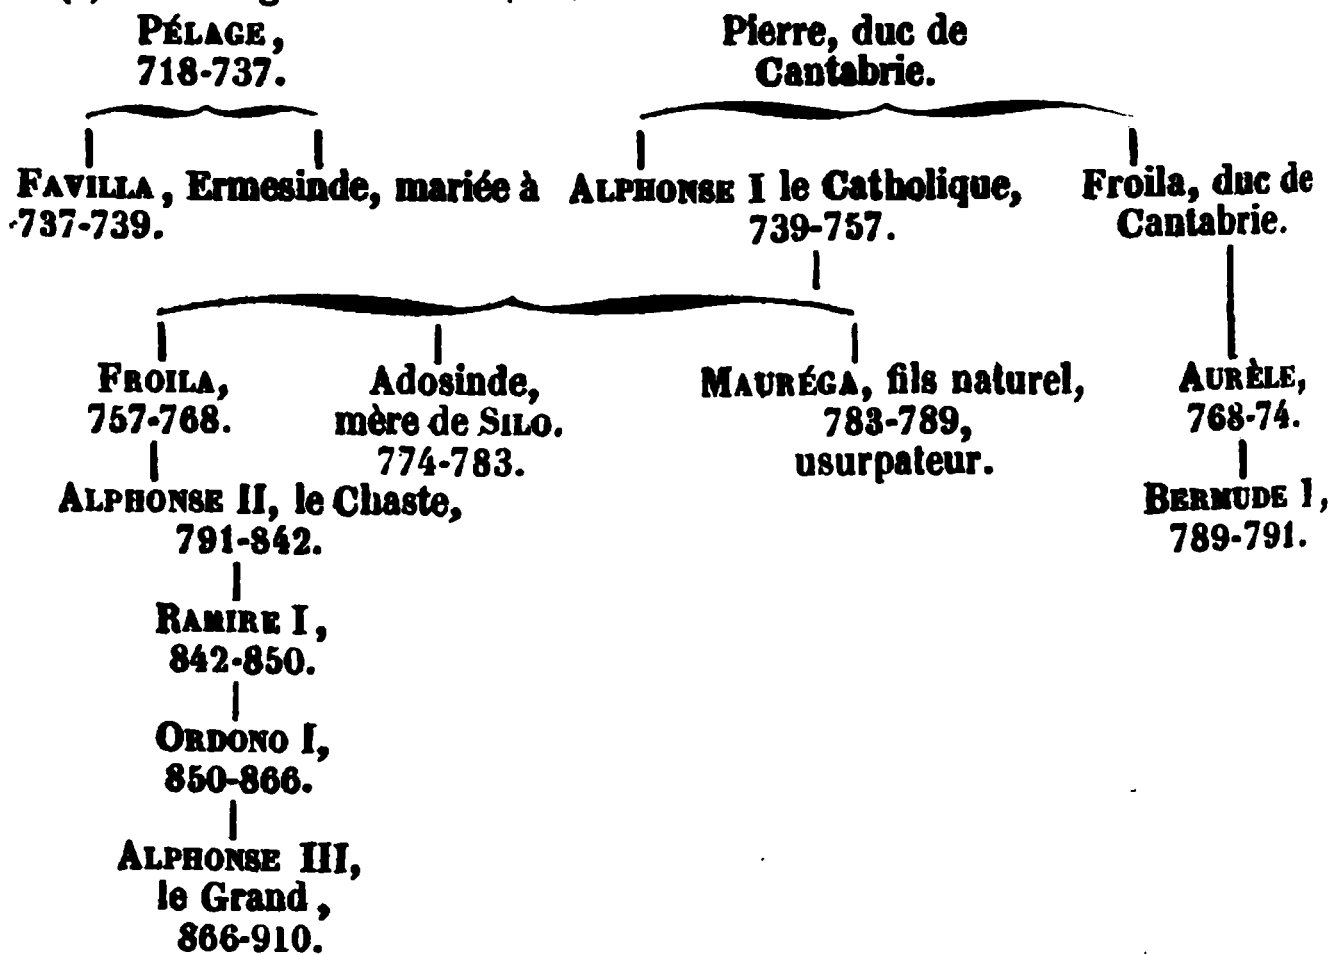 PÉLAGE,
718-737.
Pierre, duc de
Cantabrie.
FAVILLA, Ermesinde, mariée à ALPHONSE I le Catholique,
737-739.
739-757.
Froila, duc de
Cantabrie.
FROILA,
757-768.
Adosinde,
mère de SILO.
774-783.
MAURÉGA, fils naturel,
783-789,
usurpateur.
AURÈLE,
768-74.
ALPHONSE II, le Chaste,
791-842.
BERMUDE I,
789-791.
RAMIRE I,
842-850.
ORDONO I,
850-866.
ALPHONSE III,
le Grand,
866-910.